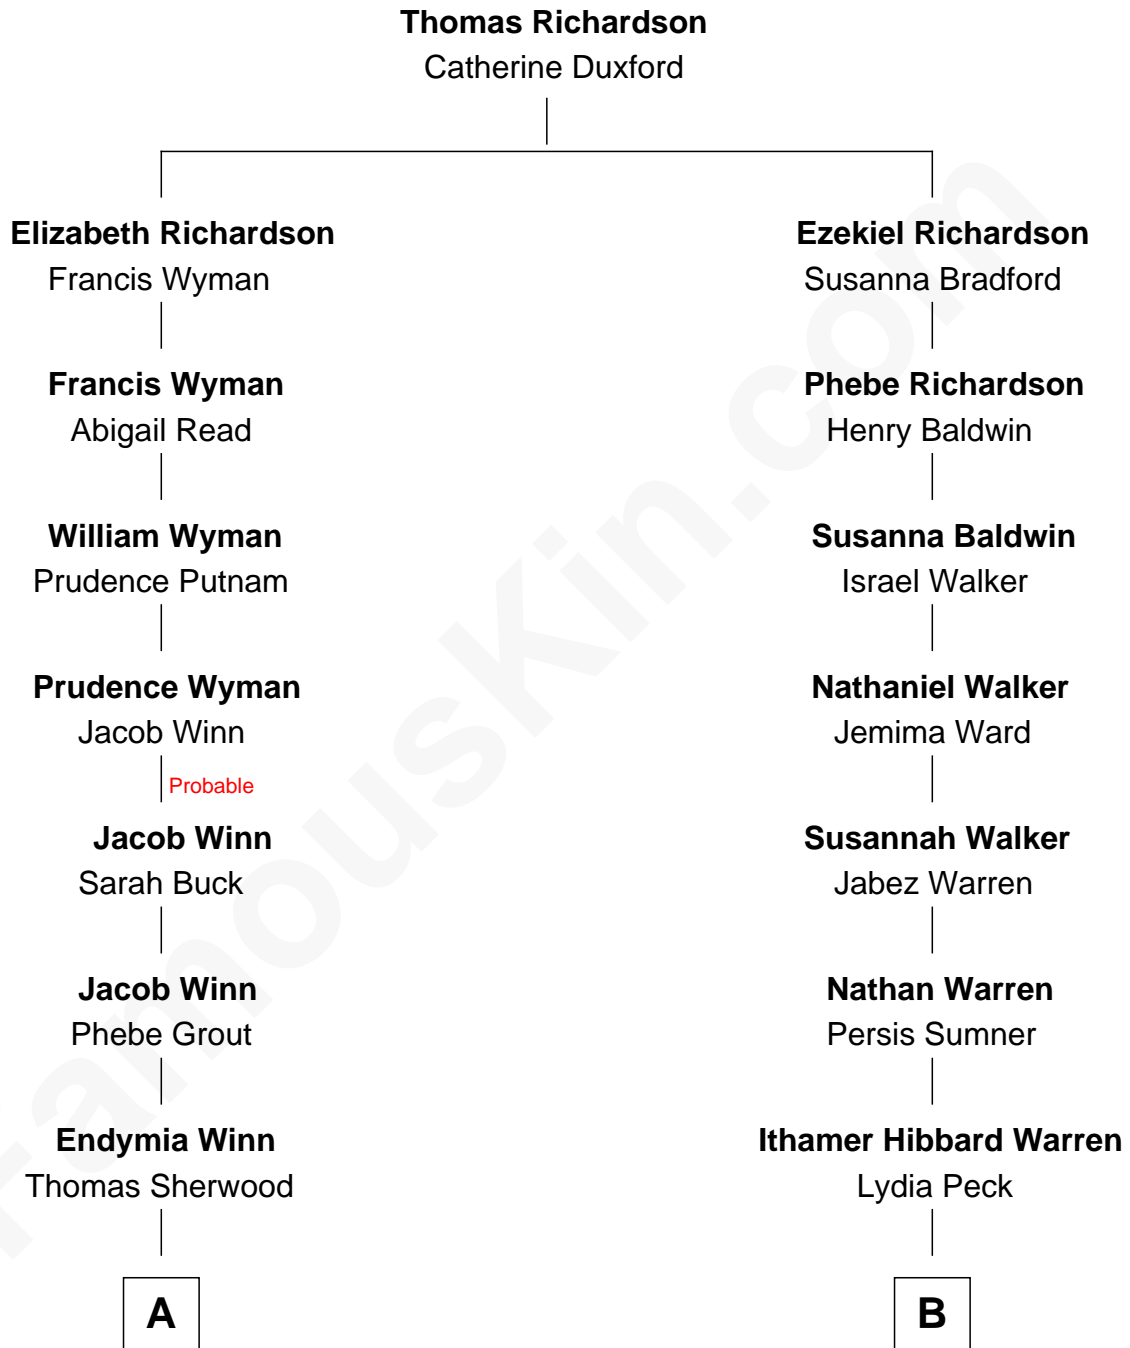 Thomas Richardson
Catherine Duxford
Elizabeth Richardson
Francis Wyman
Ezekiel Richardson
Susanna Bradford
Francis Wyman
Abigail Read
Phebe Richardson
Henry Baldwin
William Wyman
Prudence Putnam
Susanna Baldwin
Israel Walker
Prudence Wyman
Jacob Winn
Nathaniel Walker
Jemima Ward
Probable
Jacob Winn
Sarah Buck
Susannah Walker
Jabez Warren
Jacob Winn
Phebe Grout
Nathan Warren
Persis Sumner
Endymia Winn
Thomas Sherwood
Ithamer Hibbard Warren
Lydia Peck
A
B
FamousKin.com